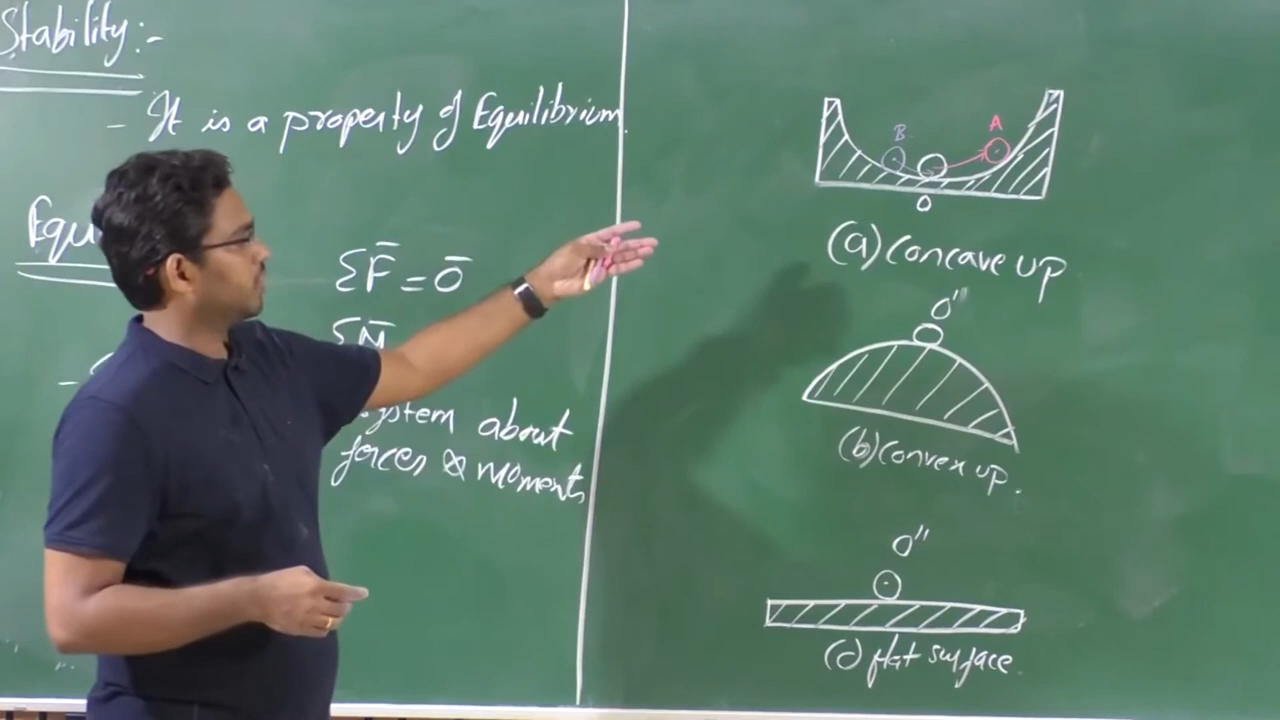 Stability:-
- It is a property of Equilibrium.
Equ
ΣF̄ = 0̄
ΣM̄
system about
forces & moments
B
A
O
(a) Concave up
O"
(b) Convex up.
O"
(c) flat surface.